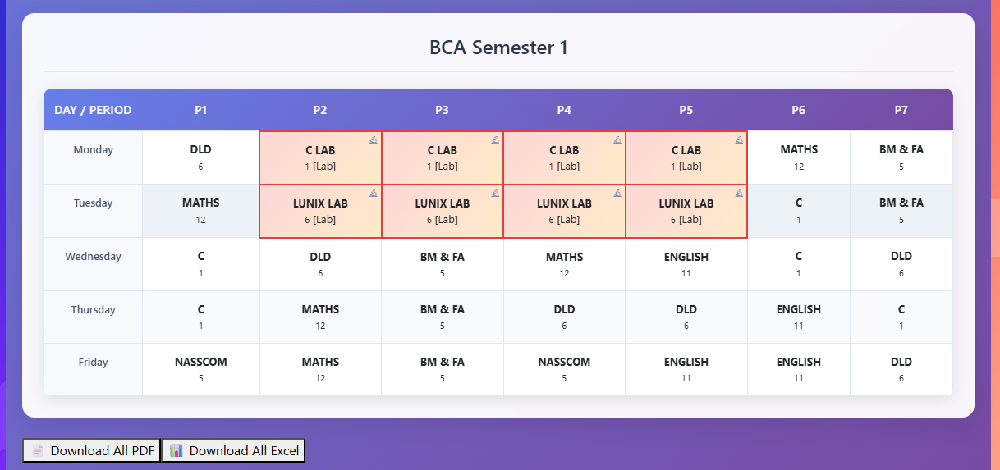 BCA Semester 1
DAY / PERIOD P1 P2 P3 P4 P5 P6 P7
Monday DLD C LAB C LAB C LAB C LAB MATHS BM & FA
6 1 [Lab] 1 [Lab] 1 [Lab] 1 [Lab] 12 5
Tuesday MATHS LUNIX LAB LUNIX LAB LUNIX LAB LUNIX LAB C BM & FA
12 6 [Lab] 6 [Lab] 6 [Lab] 6 [Lab] 1 5
Wednesday C DLD BM & FA MATHS ENGLISH C DLD
1 6 5 12 11 1 6
Thursday C MATHS BM & FA DLD DLD ENGLISH C
1 12 5 6 6 11 1
Friday NASSCOM MATHS BM & FA NASSCOM ENGLISH ENGLISH DLD
5 12 5 5 11 11 6
Download All PDF Download All Excel